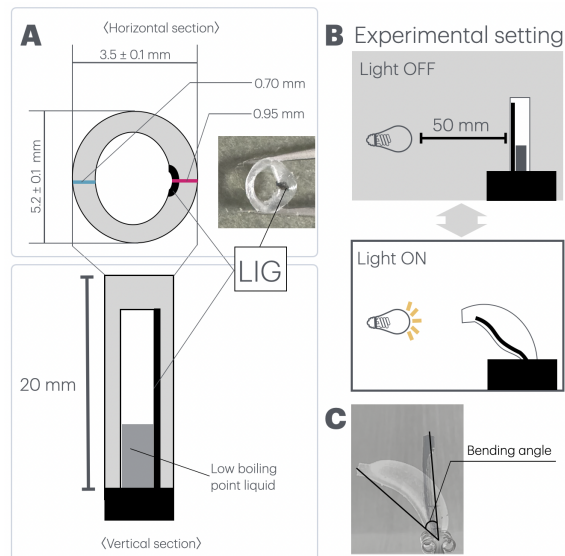 A
〈Horizontal section〉
3.5 ± 0.1 mm
0.70 mm
0.95 mm
5.2 ± 0.1 mm
LIG
20 mm
Low boiling
point liquid
〈Vertical section〉
B Experimental setting
Light OFF
50 mm
Light ON
C
Bending angle